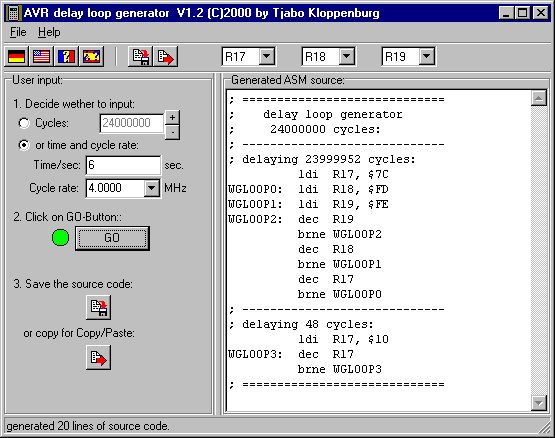 AVR delay loop generator V1.2 (C)2000 by Tjabo Kloppenburg
File Help
R17 R18 R19
User input:
1. Decide wether to input:
Cycles: 24000000 + -
or time and cycle rate:
Time/sec: 6 sec.
Cycle rate: 4.0000 MHz
2. Click on GO-Button::
GO
3. Save the source code:
or copy for Copy/Paste:
Generated ASM source:
; =============================
;    delay loop generator
;     24000000 cycles:
; -----------------------------
; delaying 23999952 cycles:
          ldi  R17, $7C
WGLOOP0:  ldi  R18, $FD
WGLOOP1:  ldi  R19, $FE
WGLOOP2:  dec  R19
          brne WGLOOP2
          dec  R18
          brne WGLOOP1
          dec  R17
          brne WGLOOP0
; -----------------------------
; delaying 48 cycles:
          ldi  R17, $10
WGLOOP3:  dec  R17
          brne WGLOOP3
; =============================
generated 20 lines of source code.